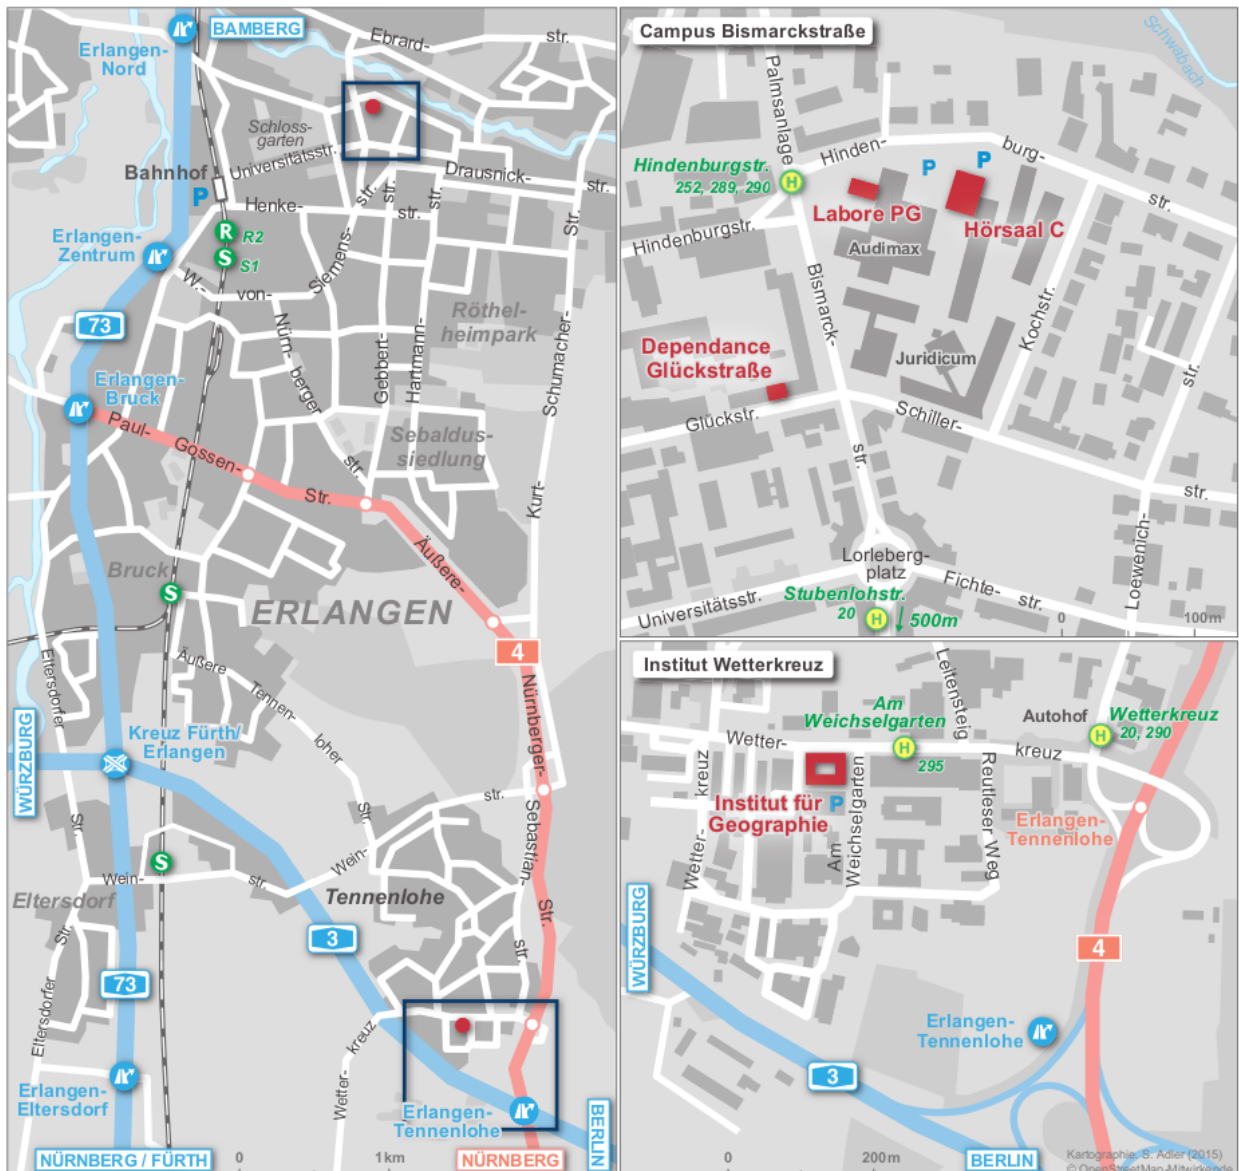 BAMBERG
Erlangen-
Nord
Ebrard-
str.
Schloss-
garten
Universitätsstr.
Bahnhof
P
Drausnick-
str.
Henke-
str.
str.
str.
R
R2
S
S1
Erlangen-
Zentrum
W.-
von-
Siemens-
Str.
Röthel-
heimpark
73
Nürn-
berger
str.
Gebbert-
Hartmann-
Schumacher-
Kurt-
Erlangen-
Bruck
Paul-
Gossen-
Str.
Sebaldus-
siedlung
Äußere-
Bruck
S
ERLANGEN
4
Nürnberger-
Eltersdorfer
Str.
Äußere
Tennen-
loher
Str.
WÜRZBURG
Kreuz Fürth/
Erlangen
str.
Sebastian-
Str.
S
Wein-
str.
Wein-
Tennenlohe
str.
Eltersdorf
Str.
Eltersdorfer
3
73
Wetter-
kreuz
Erlangen-
Eltersdorf
Erlangen-
Tennenlohe
BERLIN
NÜRNBERG / FÜRTH
0
1km
NÜRNBERG
Campus Bismarckstraße
Schwabach
Palmsanlage
Hinden-
burg-
str.
Hindenburgstr.
252, 289, 290
H
P
P
Labore PG
Hörsaal C
Hindenburgstr.
Audimax
Bismarck-
str.
Kochstr.
Dependance
Glückstraße
Juridicum
str.
Glückstr.
Schiller-
str.
Lorleberg-
platz
Loewenich-
Universitätsstr.
Stubenlohstr.
20
H
500m
Fichte-
str.
0
100m
Institut Wetterkreuz
Leitensteig
Am
Weichselgarten
H
295
Autohof
Wetterkreuz
20, 290
H
Wetter-
kreuz
Wetter-
kreuz
Institut für
Geographie
P
Am
Weichselgarten
Reutleser Weg
Erlangen-
Tennenlohe
WÜRZBURG
4
Erlangen-
Tennenlohe
3
0
200m
BERLIN
Kartographie: S. Adler (2015)
© OpenStreetMap-Mitwirkende